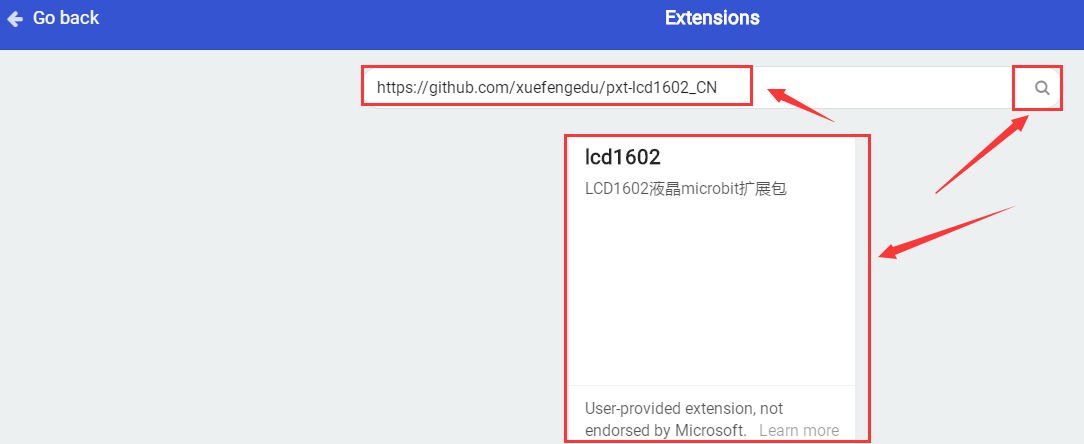 Go back
Extensions
https://github.com/xuefengedu/pxt-lcd1602_CN
lcd1602
LCD1602液晶microbit扩展包
User-provided extension, not
endorsed by Microsoft. Learn more